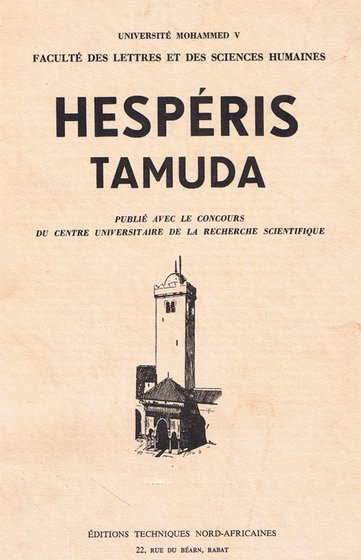 UNIVERSITÉ MOHAMMED V
FACULTÉ DES LETTRES ET DES SCIENCES HUMAINES
HESPÉRIS
TAMUDA
PUBLIÉ AVEC LE CONCOURS
DU CENTRE UNIVERSITAIRE DE LA RECHERCHE SCIENTIFIQUE
ÉDITIONS TECHNIQUES NORD-AFRICAINES
22, RUE DU BÉARN, RABAT